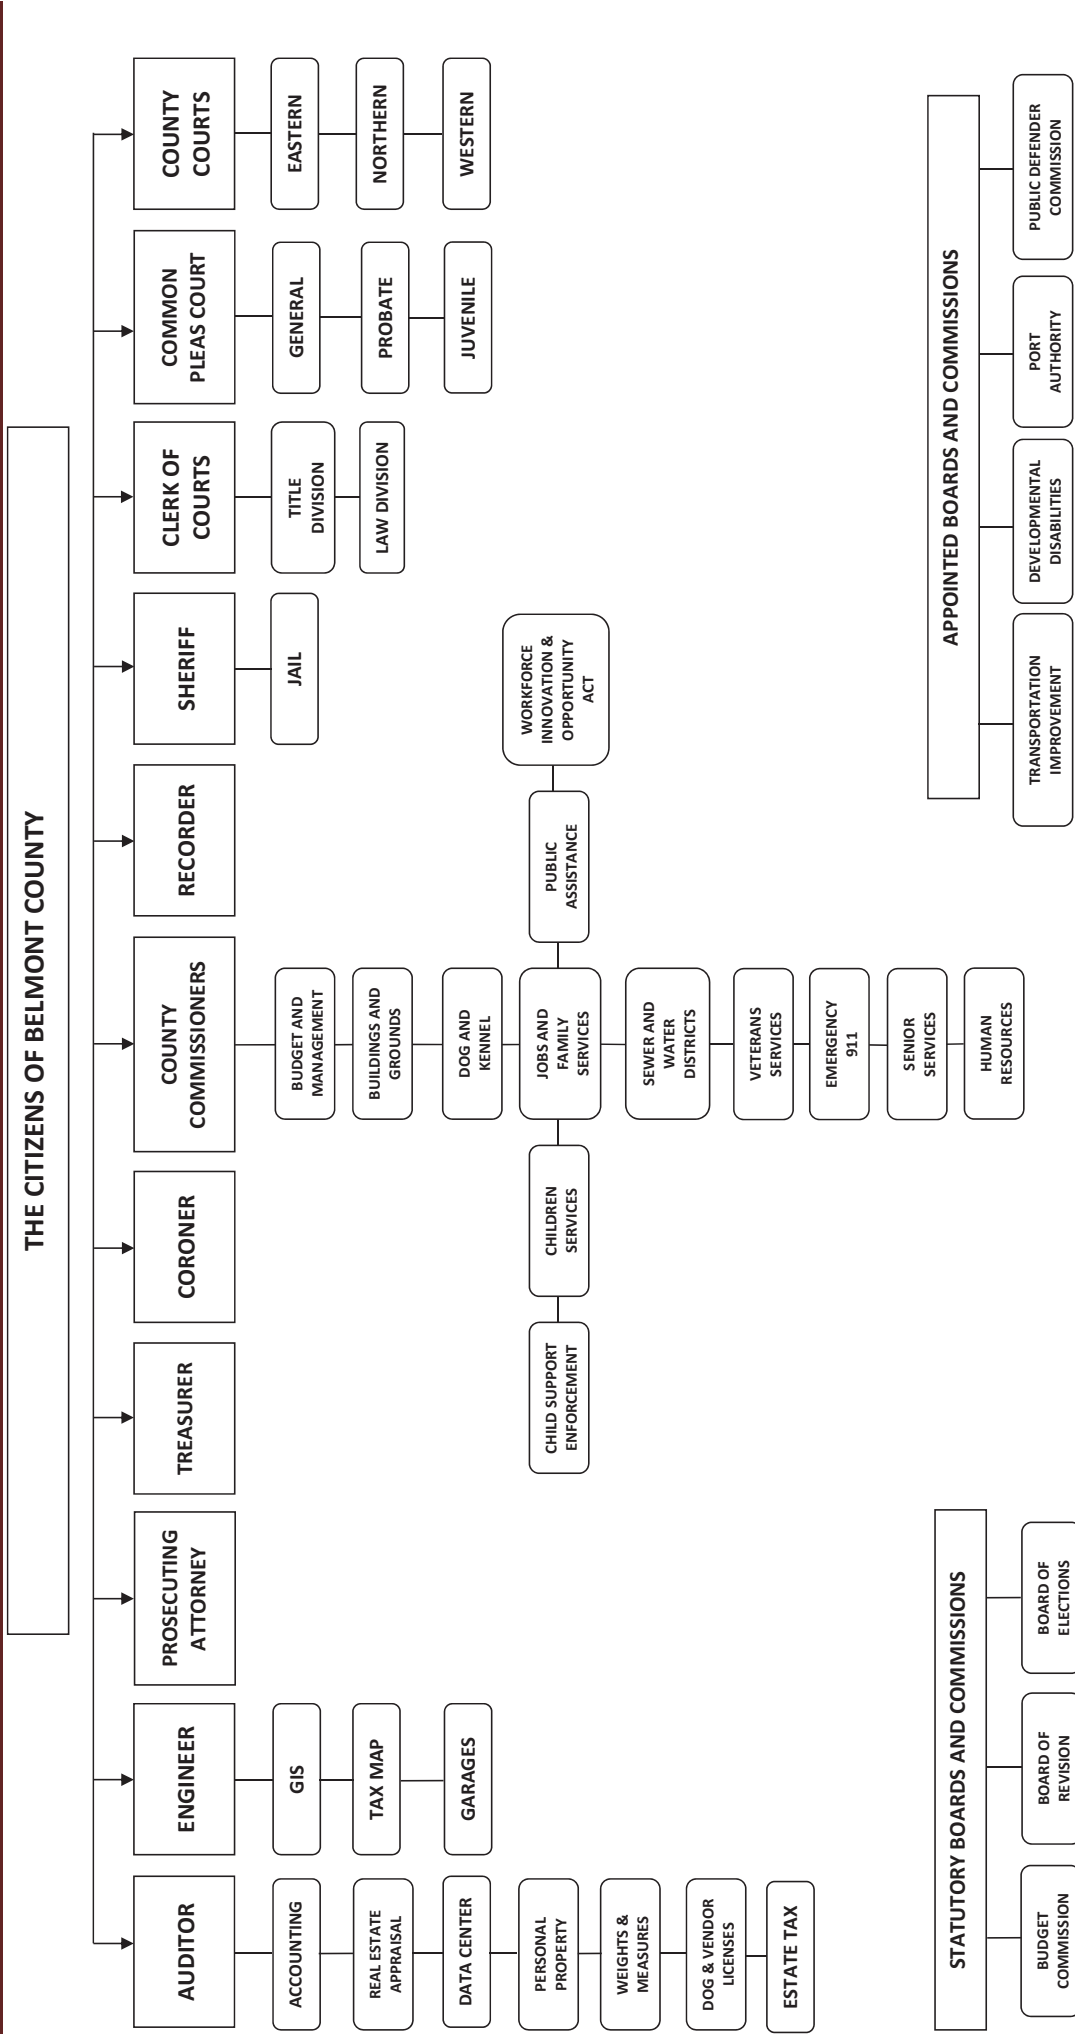 THE CITIZENS OF BELMONT COUNTY
AUDITOR
ACCOUNTING
REAL ESTATE
APPRAISAL
DATA CENTER
PERSONAL
PROPERTY
WEIGHTS &
MEASURES
DOG & VENDOR
LICENSES
ESTATE TAX
ENGINEER
GIS
TAX MAP
GARAGES
PROSECUTING
ATTORNEY
TREASURER
CORONER
COUNTY
COMMISSIONERS
BUDGET AND
MANAGEMENT
BUILDINGS AND
GROUNDS
DOG AND
KENNEL
CHILD SUPPORT
ENFORCEMENT
CHILDREN
SERVICES
JOBS AND
FAMILY
SERVICES
PUBLIC
ASSISTANCE
WORKFORCE
INNOVATION &
OPPORTUNITY
ACT
SEWER AND
WATER
DISTRICTS
VETERANS
SERVICES
EMERGENCY
911
SENIOR
SERVICES
HUMAN
RESOURCES
RECORDER
SHERIFF
JAIL
CLERK OF
COURTS
TITLE
DIVISION
LAW DIVISION
COMMON
PLEAS COURT
GENERAL
PROBATE
JUVENILE
COUNTY
COURTS
EASTERN
NORTHERN
WESTERN
STATUTORY BOARDS AND COMMISSIONS
BUDGET
COMMISSION
BOARD OF
REVISION
BOARD OF
ELECTIONS
APPOINTED BOARDS AND COMMISSIONS
TRANSPORTATION
IMPROVEMENT
DEVELOPMENTAL
DISABILITIES
PORT
AUTHORITY
PUBLIC DEFENDER
COMMISSION